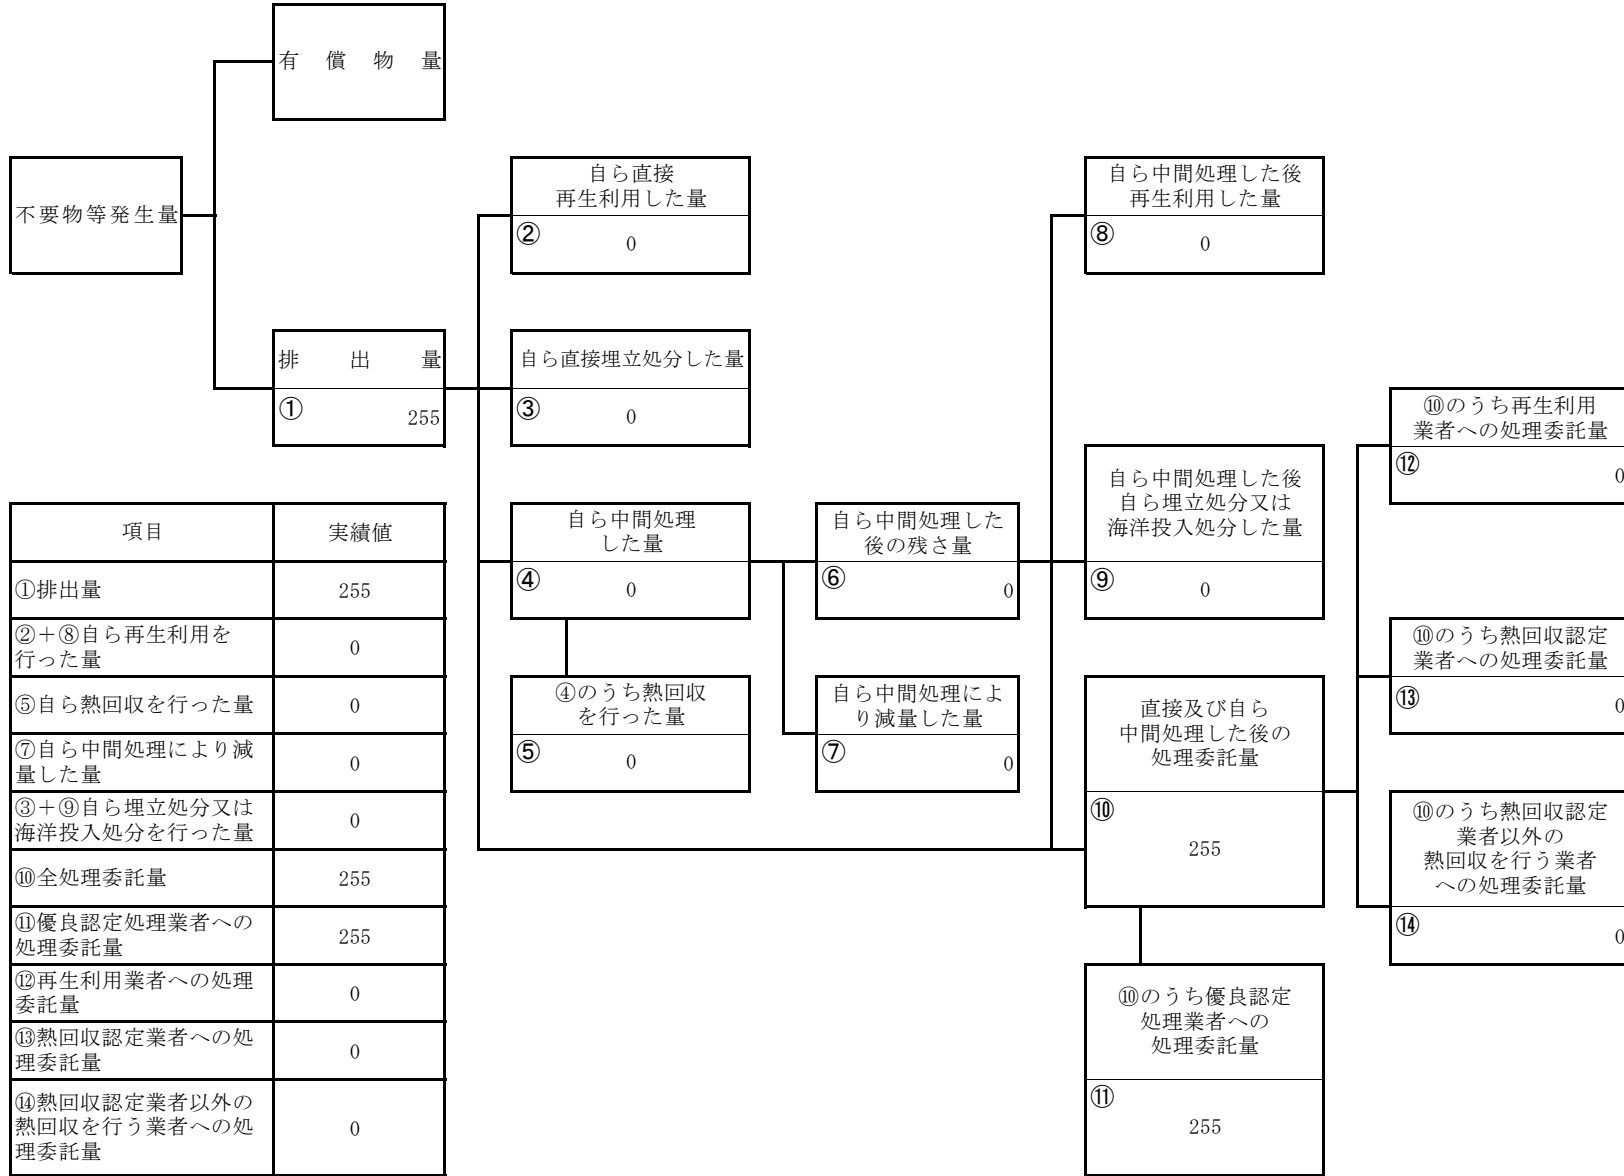 有償物量
不要物等発生量
排出量
①
255
自ら直接
再生利用した量
②
0
自ら直接埋立処分した量
③
0
自ら中間処理
した量
④
0
④のうち熱回収
を行った量
⑤
0
自ら中間処理した
後の残さ量
⑥
0
自ら中間処理によ
り減量した量
⑦
0
自ら中間処理した後
再生利用した量
⑧
0
自ら中間処理した後
自ら埋立処分又は
海洋投入処分した量
⑨
0
直接及び自ら
中間処理した後の
処理委託量
⑩
255
⑩のうち優良認定
処理業者への
処理委託量
⑪
255
⑩のうち再生利用
業者への処理委託量
⑫
0
⑩のうち熱回収認定
業者への処理委託量
⑬
0
⑩のうち熱回収認定
業者以外の
熱回収を行う業者
への処理委託量
⑭
0
項目 実績値
①排出量 255
②+⑧自ら再生利用を
行った量
0
⑤自ら熱回収を行った量 0
⑦自ら中間処理により減
量した量
0
③+⑨自ら埋立処分又は
海洋投入処分を行った量
0
⑩全処理委託量 255
⑪優良認定処理業者への
処理委託量
255
⑫再生利用業者への処理
委託量
0
⑬熱回収認定業者への処
理委託量
0
⑭熱回収認定業者以外の
熱回収を行う業者への処
理委託量
0